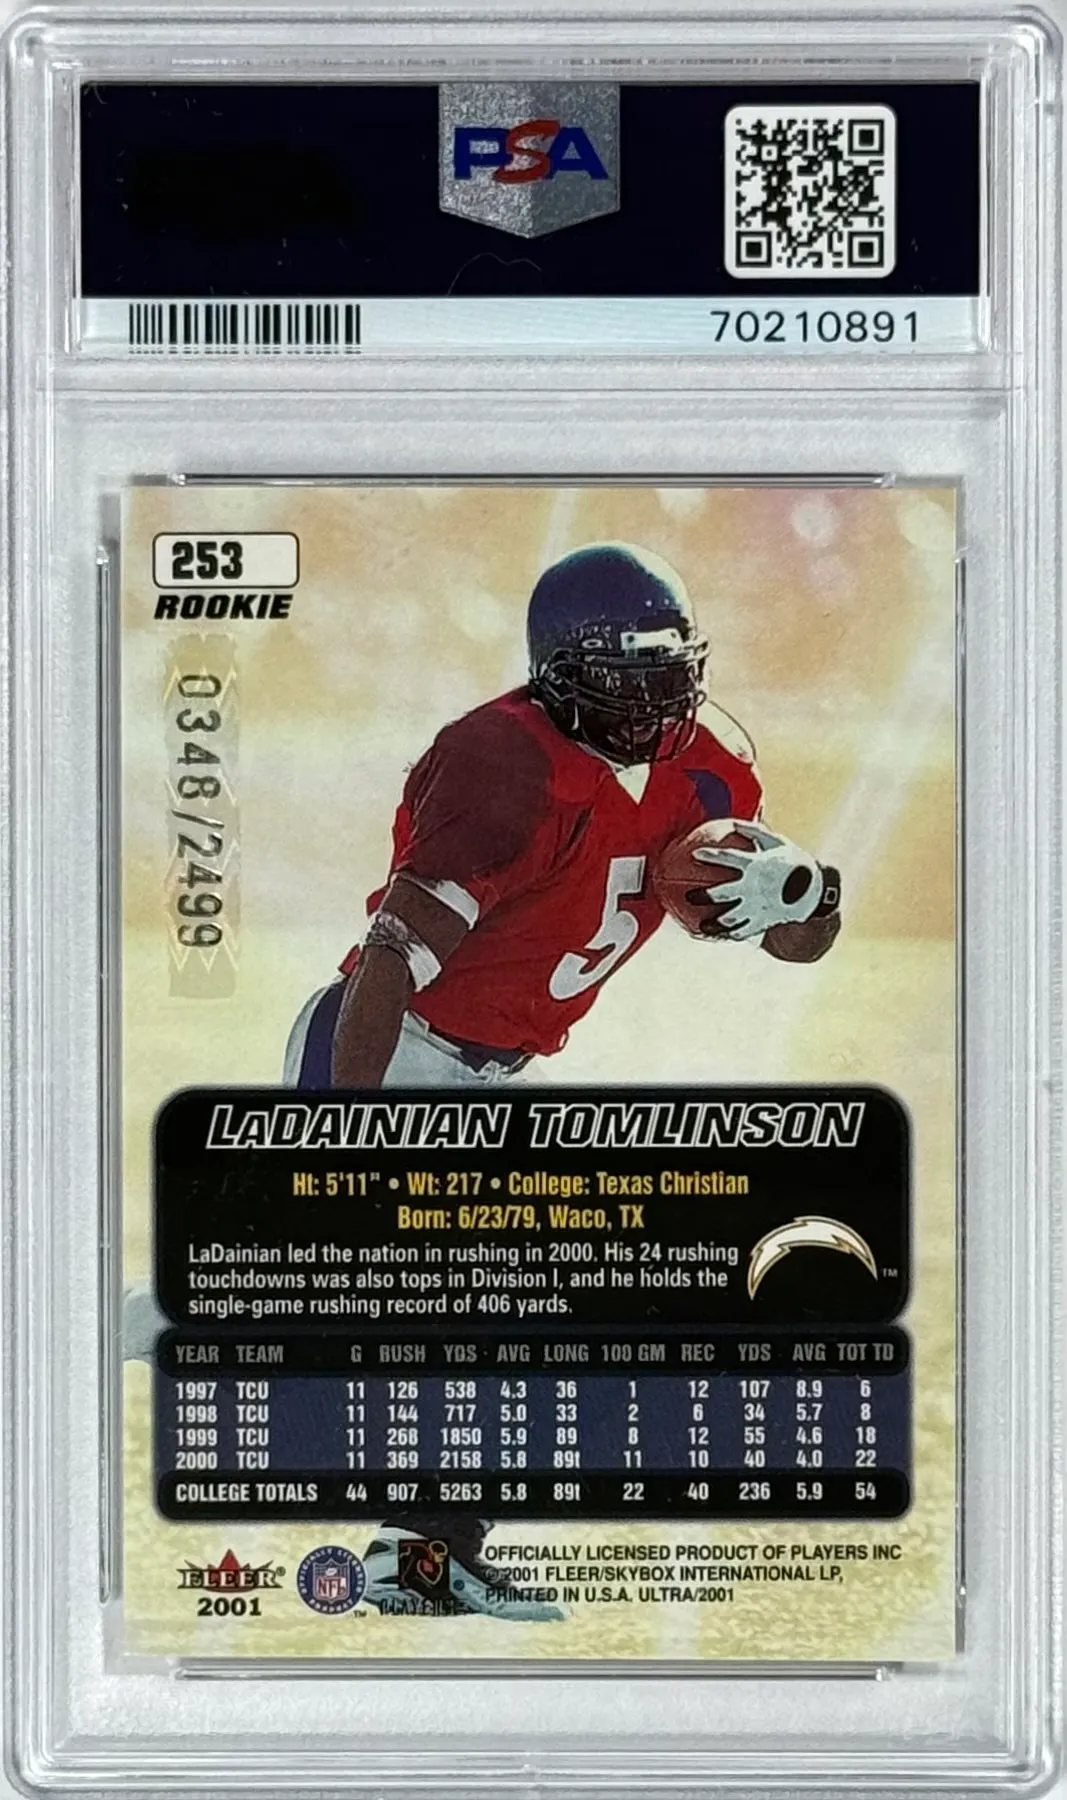 PSA
70210891
253
ROOKIE
0348/2499
5
LADAINIAN TOMLINSON
Ht: 5'11" • Wt: 217 • College: Texas Christian
Born: 6/23/79, Waco, TX
LaDainian led the nation in rushing in 2000. His 24 rushing
touchdowns was also tops in Division I, and he holds the
single-game rushing record of 406 yards.
TM
YEAR TEAM G RUSH YDS AVG LONG 100 GM REC YDS AVG TOT TD
1997 TCU 11 126 538 4.3 36 1 12 107 8.9 6
1998 TCU 11 144 717 5.0 33 2 6 34 5.7 8
1999 TCU 11 268 1850 5.9 89 8 12 55 4.6 18
2000 TCU 11 369 2158 5.8 89t 11 10 40 4.0 22
COLLEGE TOTALS 44 907 5263 5.8 89t 22 40 236 5.9 54
FLEER®
2001
NFL
TM
PLAYERS
OFFICIALLY LICENSED PRODUCT OF PLAYERS INC
© 2001 FLEER/SKYBOX INTERNATIONAL LP,
PRINTED IN U.S.A. ULTRA/2001